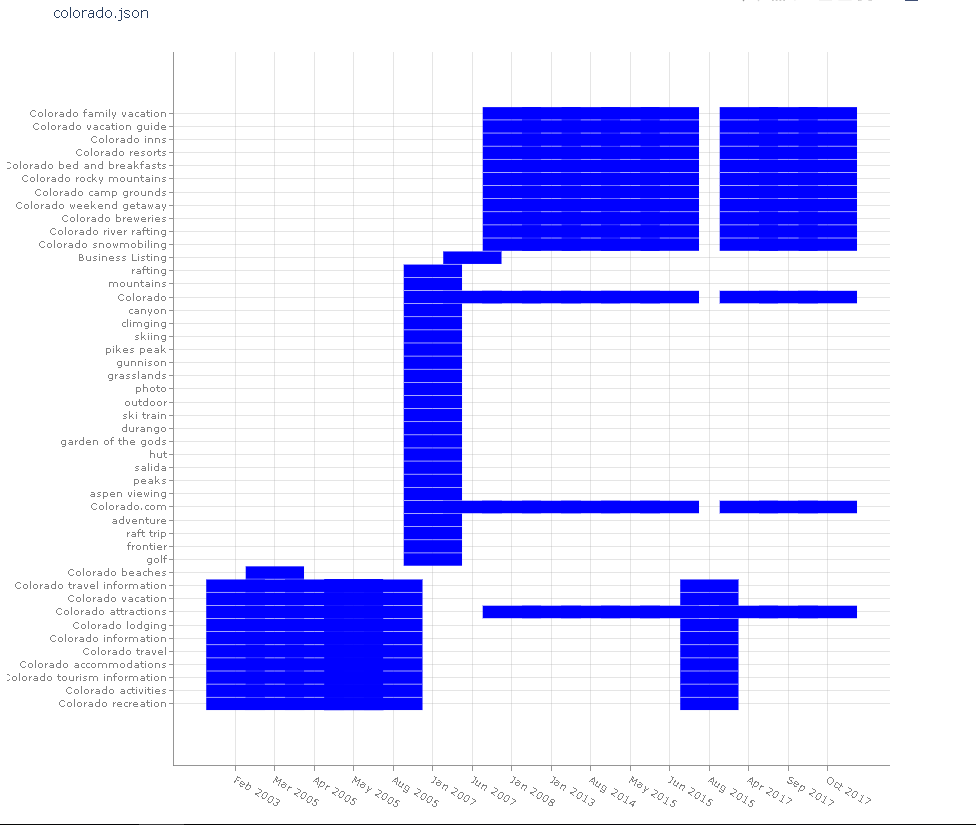 colorado.json
Colorado family vacation
Colorado vacation guide
Colorado inns
Colorado resorts
Colorado bed and breakfasts
Colorado rocky mountains
Colorado camp grounds
Colorado weekend getaway
Colorado breweries
Colorado river rafting
Colorado snowmobiling
Business Listing
rafting
mountains
Colorado
canyon
climging
skiing
pikes peak
gunnison
grasslands
photo
outdoor
ski train
durango
garden of the gods
hut
salida
peaks
aspen viewing
Colorado.com
adventure
raft trip
frontier
golf
Colorado beaches
Colorado travel information
Colorado vacation
Colorado attractions
Colorado lodging
Colorado information
Colorado travel
Colorado accommodations
Colorado tourism information
Colorado activities
Colorado recreation
Feb 2003
Mar 2005
Apr 2005
May 2005
Aug 2005
Jan 2007
Jun 2007
Jan 2008
Jan 2013
Aug 2014
May 2015
Jun 2015
Aug 2015
Apr 2017
Sep 2017
Oct 2017